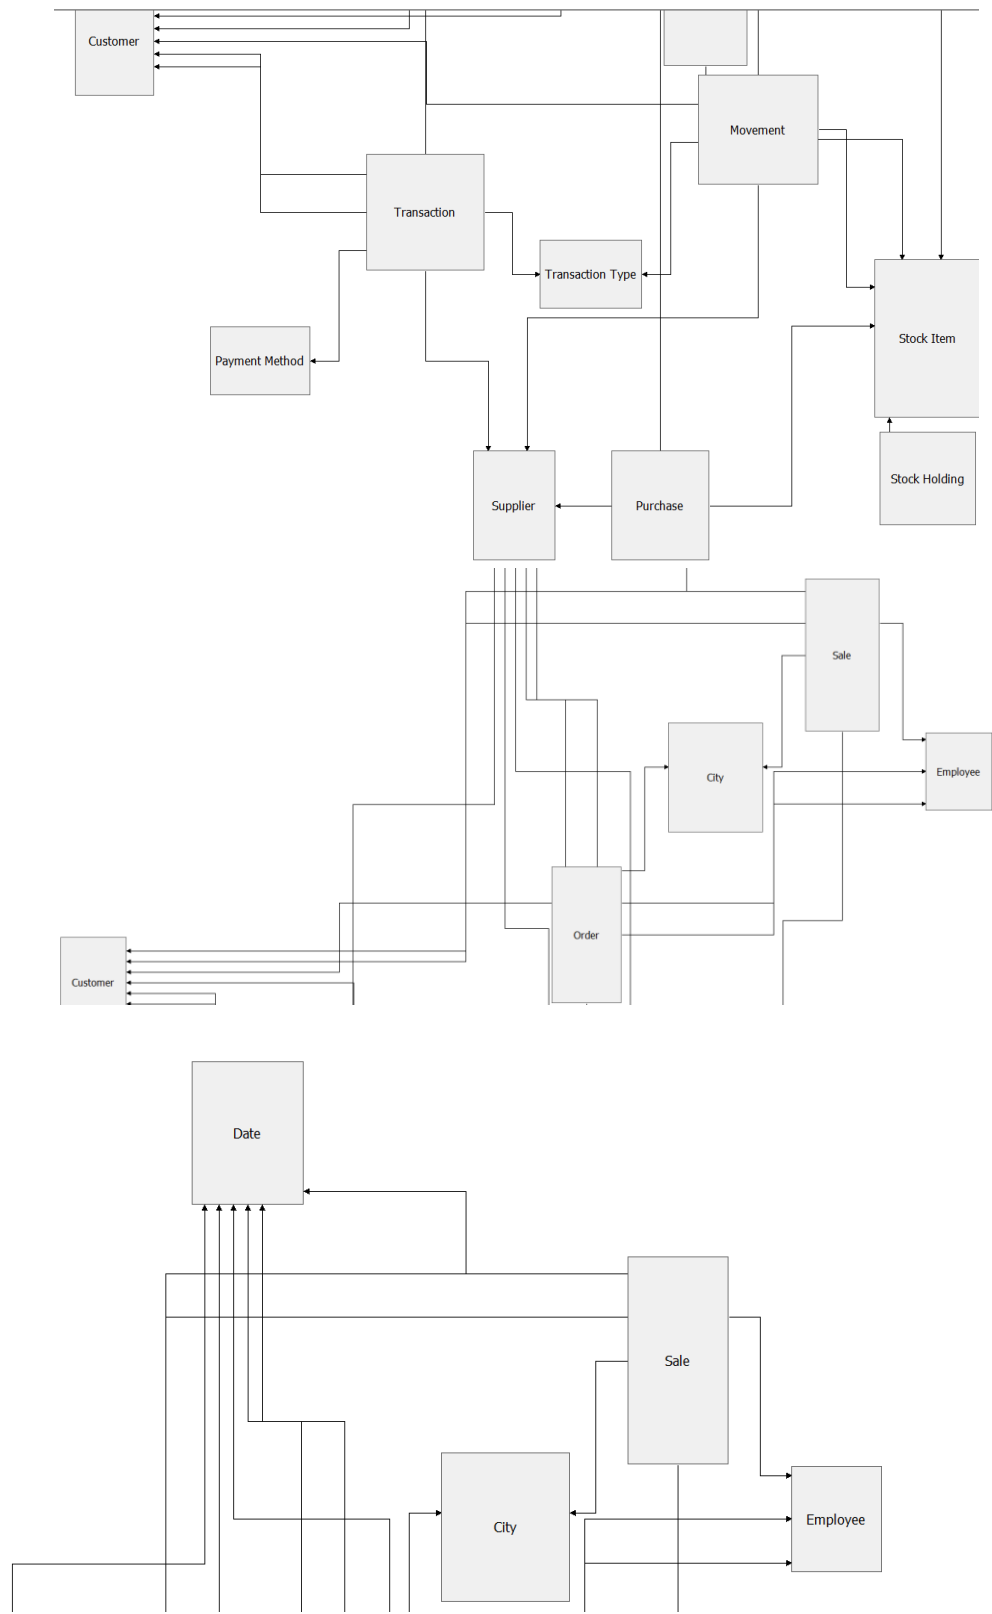 Customer
Movement
Transaction
Transaction Type
Stock Item
Payment Method
Stock Holding
Supplier
Purchase
Sale
City
Employee
Order
Customer
Date
Sale
City
Employee